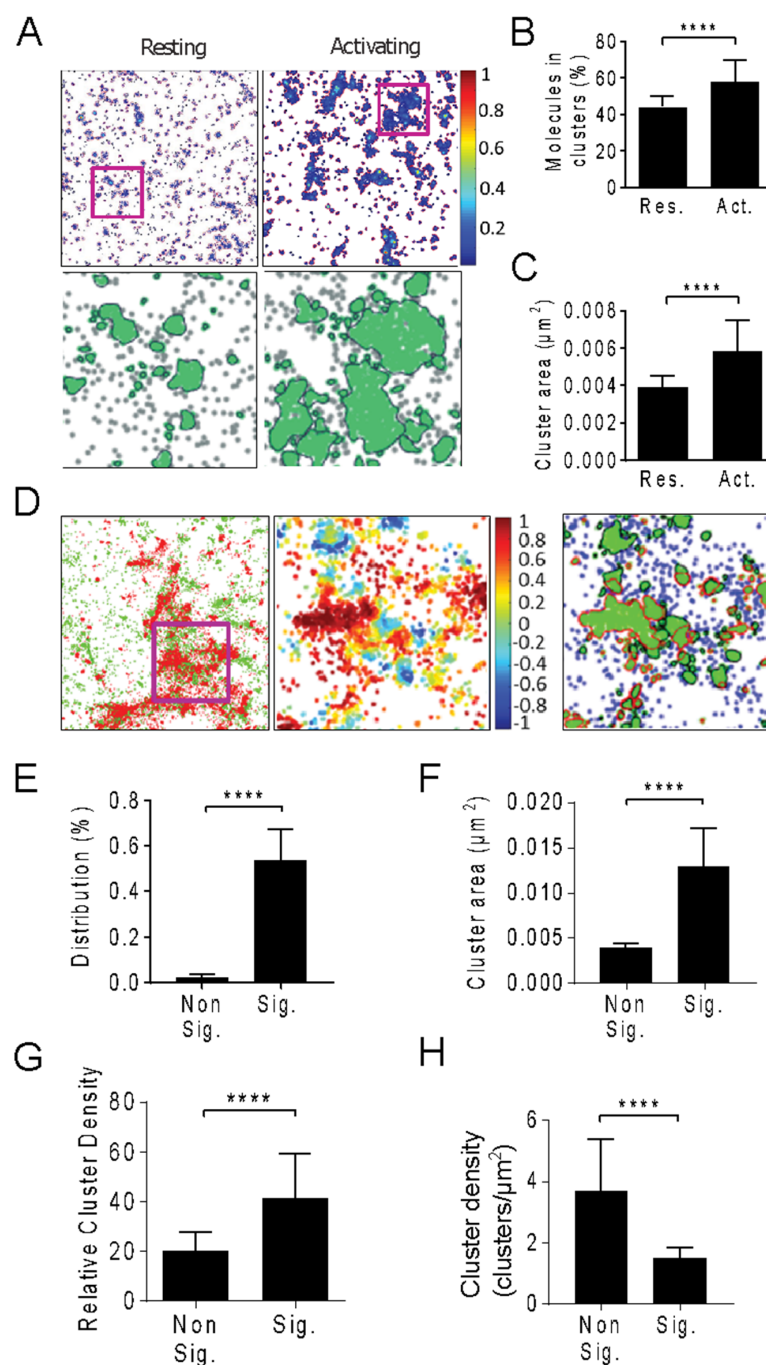 A
Resting
Activating
1
0.8
0.6
0.4
0.2
B
Molecules in
clusters (%)
80
60
40
20
0
****
Res.
Act.
C
Cluster area (µm²)
0.008
0.006
0.004
0.002
0.000
****
Res.
Act.
D
1
0.8
0.6
0.4
0.2
0
-0.2
-0.4
-0.6
-0.8
-1
E
Distribution (%)
0.8
0.6
0.4
0.2
0.0
****
Non
Sig.
Sig.
F
Cluster area (µm²)
0.020
0.015
0.010
0.005
0.000
****
Non
Sig.
Sig.
G
Relative Cluster Density
80
60
40
20
0
****
Non
Sig.
Sig.
H
Cluster density
(clusters/µm²)
6
4
2
0
****
Non
Sig.
Sig.